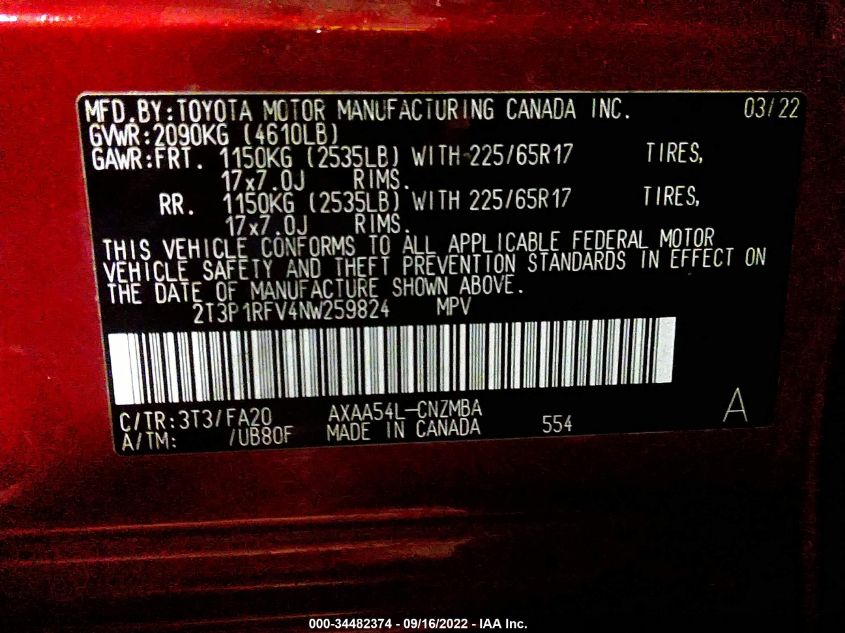 MFD.BY:TOYOTA MOTOR MANUFACTURING CANADA INC. 03/22
GVWR:2090KG (4610LB)
GAWR:FRT. 1150KG (2535LB) WITH 225/65R17 TIRES,
17x7.0J RIMS.
RR. 1150KG (2535LB) WITH 225/65R17 TIRES,
17x7.0J RIMS.
THIS VEHICLE CONFORMS TO ALL APPLICABLE FEDERAL MOTOR
VEHICLE SAFETY AND THEFT PREVENTION STANDARDS IN EFFECT ON
THE DATE OF MANUFACTURE SHOWN ABOVE.
2T3P1RFV4NW259824 MPV
C/TR:3T3/FA20 AXAA54L-CNZMBA A
A/TM: /UB80F MADE IN CANADA 554
000-34482374 - 09/16/2022 - IAA Inc.